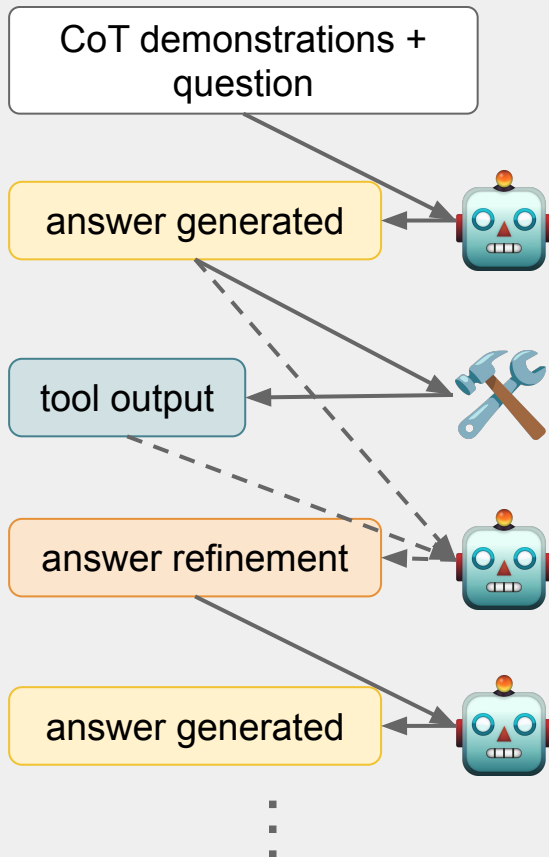 CoT demonstrations +
question
answer generated
tool output
answer refinement
answer generated